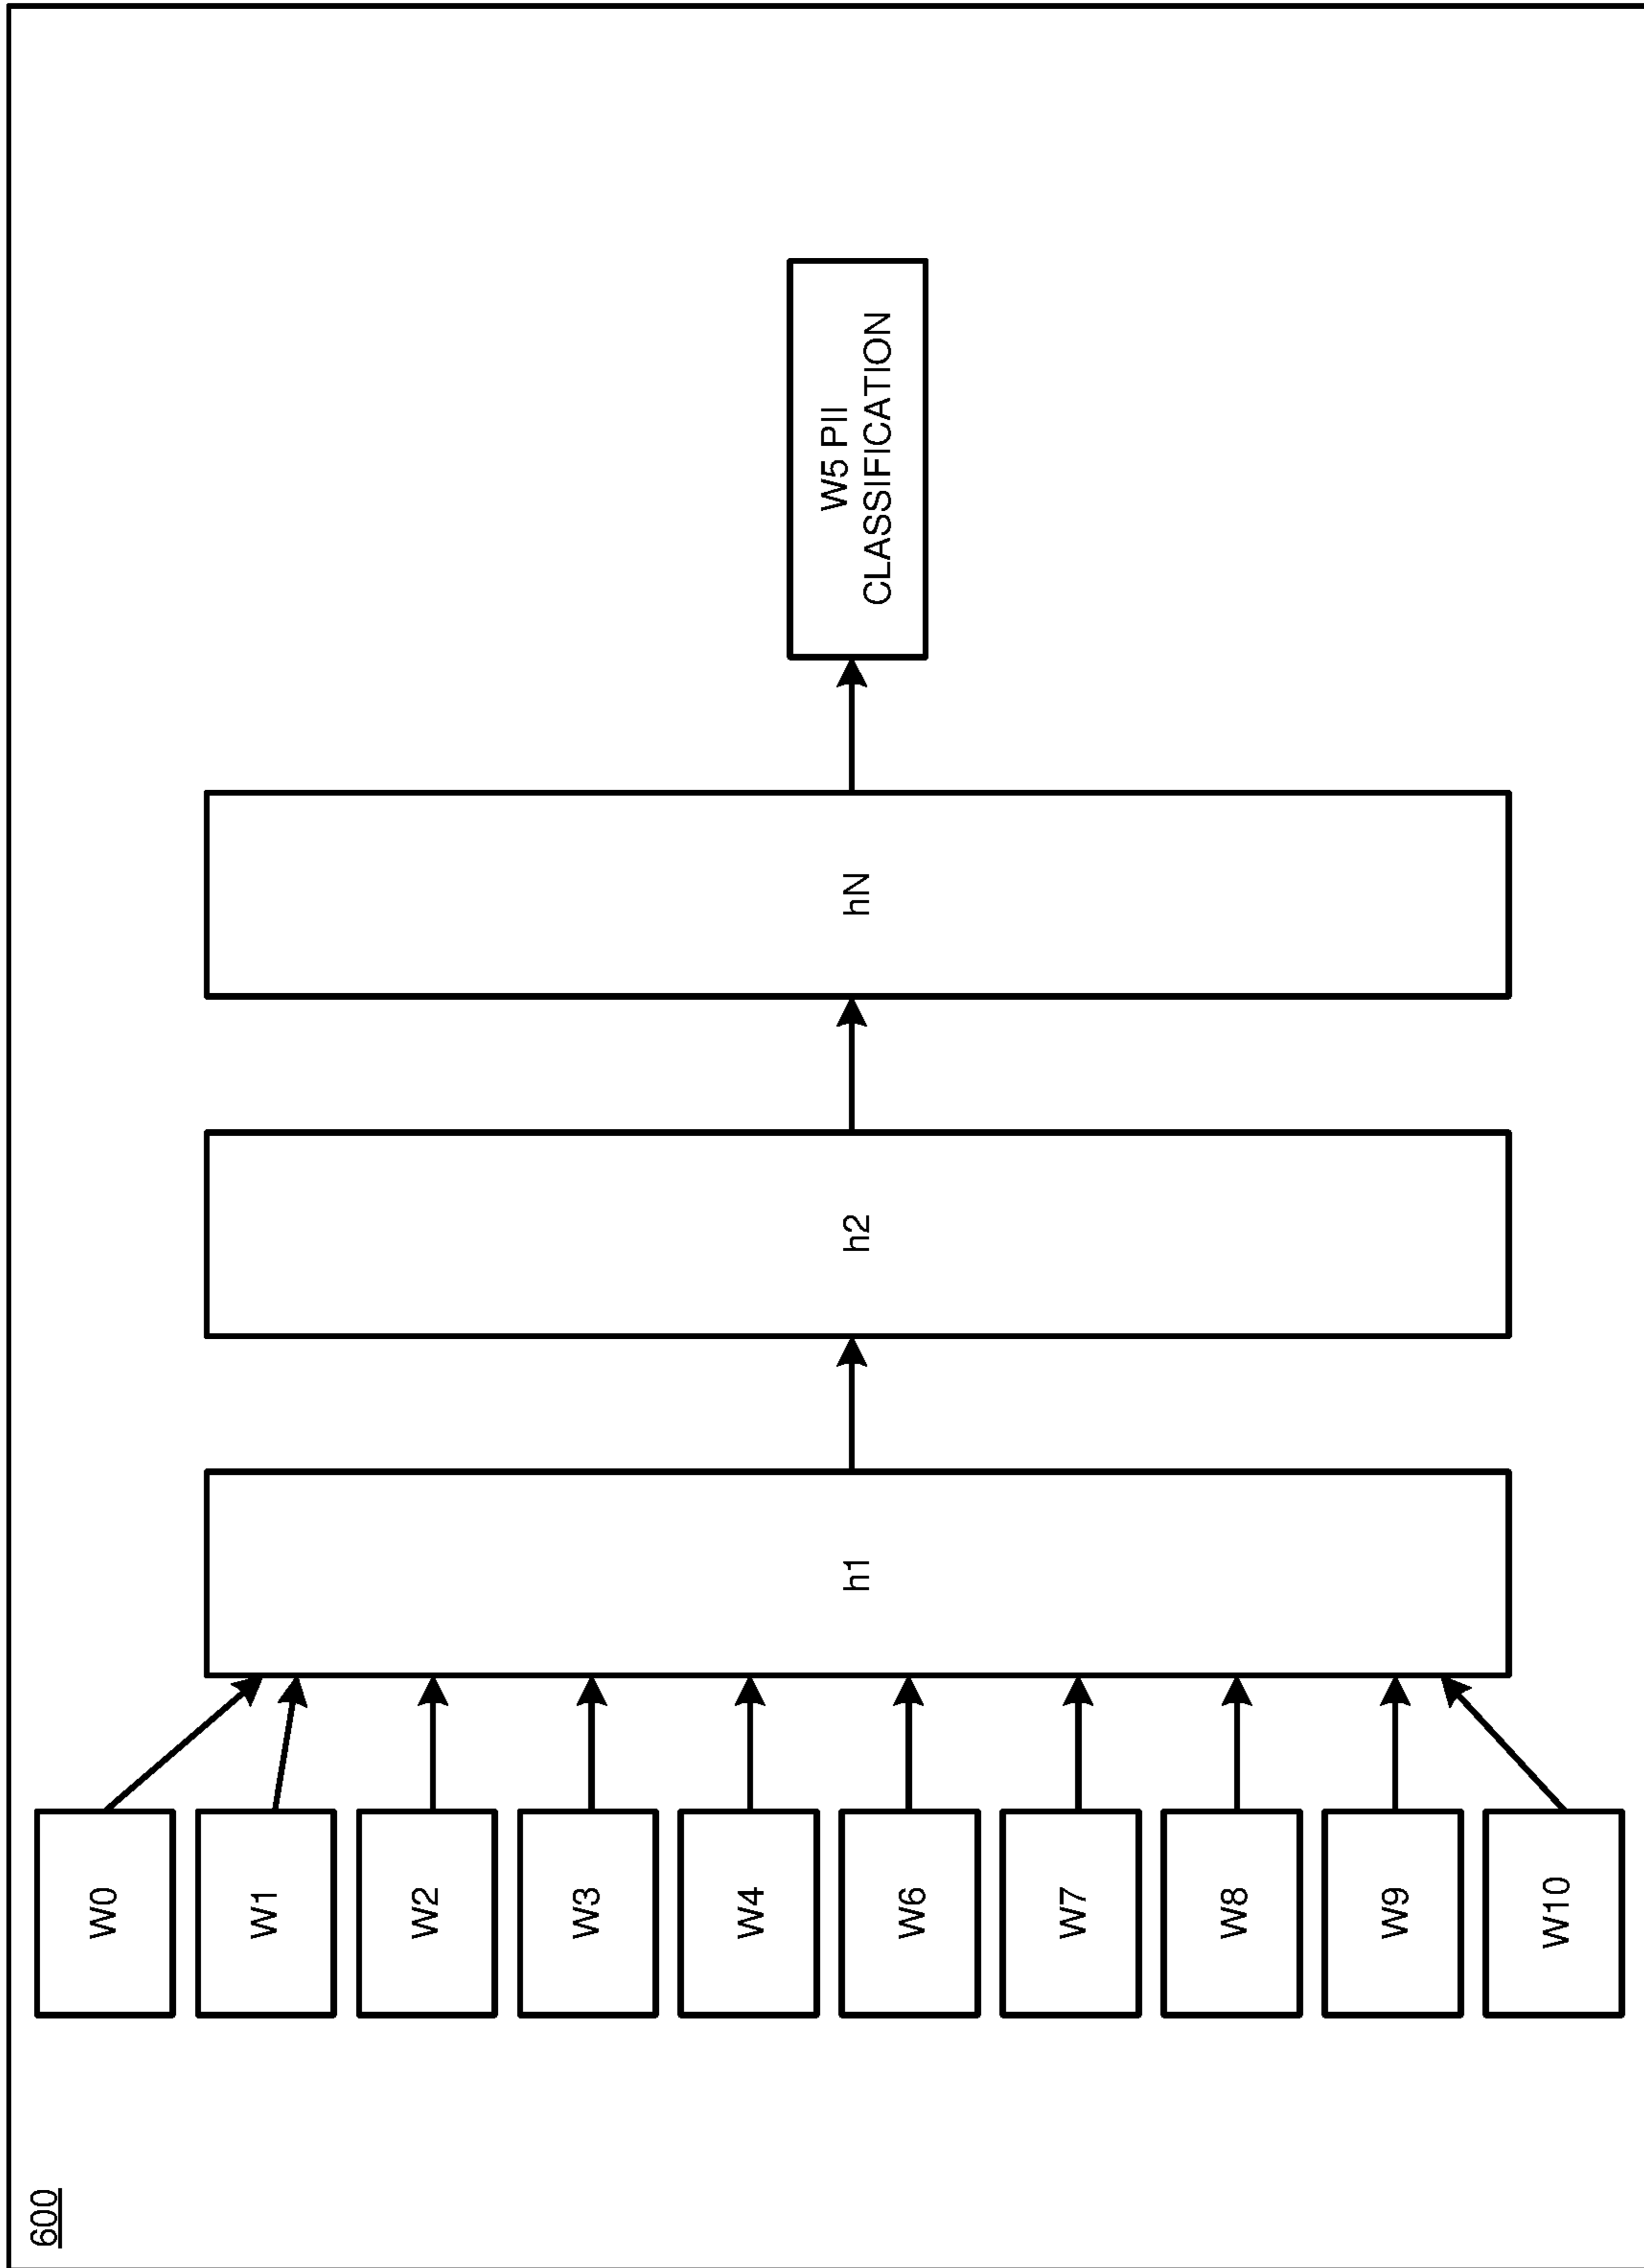 600
W0
W1
W2
W3
W4
W6
W7
W8
W9
W10
h1
h2
hN
W5 PII
CLASSIFICATION